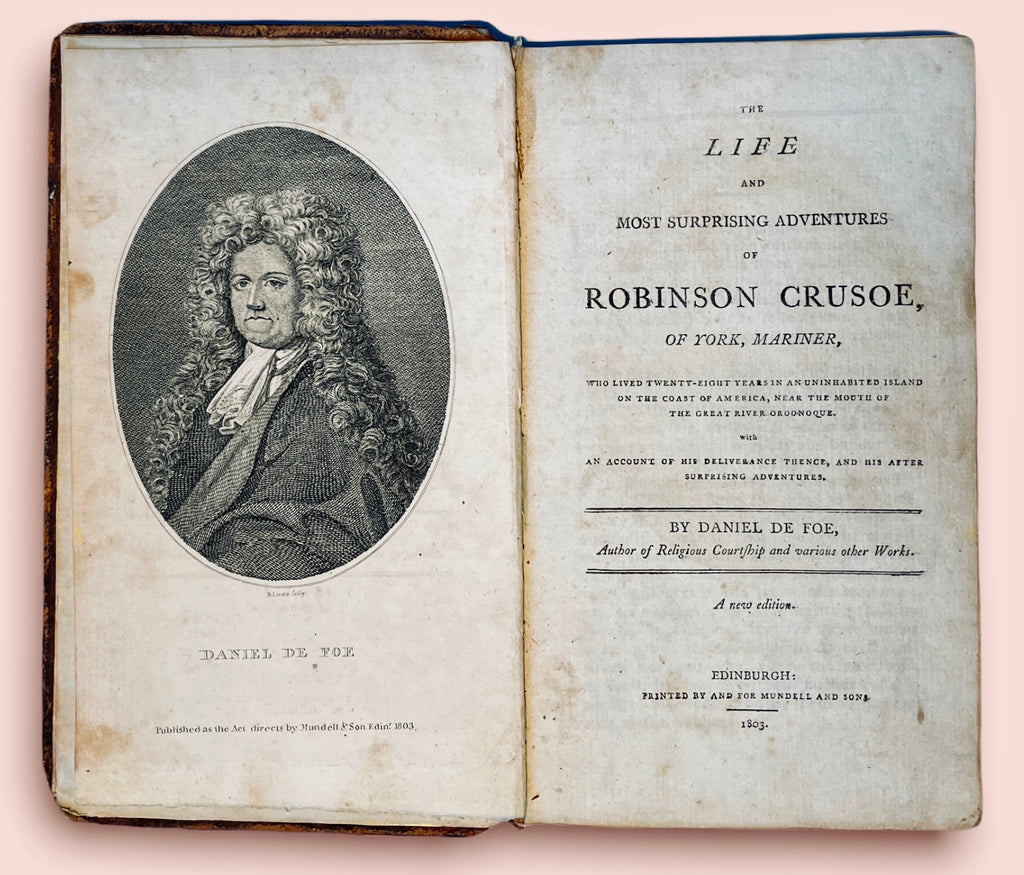 DANIEL DE FOE
Published as the Act directs by Mundell & Son Edinr. 1803.
THE
LIFE
AND
MOST SURPRISING ADVENTURES
OF
ROBINSON CRUSOE,
OF YORK, MARINER,
WHO LIVED TWENTY-EIGHT YEARS IN AN UNINHABITED ISLAND
ON THE COAST OF AMERICA, NEAR THE MOUTH OF
THE GREAT RIVER OROONOQUE.
with
AN ACCOUNT OF HIS DELIVERANCE THENCE, AND HIS AFTER
SURPRISING ADVENTURES.
BY DANIEL DE FOE,
Author of Religious Courtſhip and various other Works.
A new edition.
EDINBURGH:
PRINTED BY AND FOR MUNDELL AND SONS
1803.